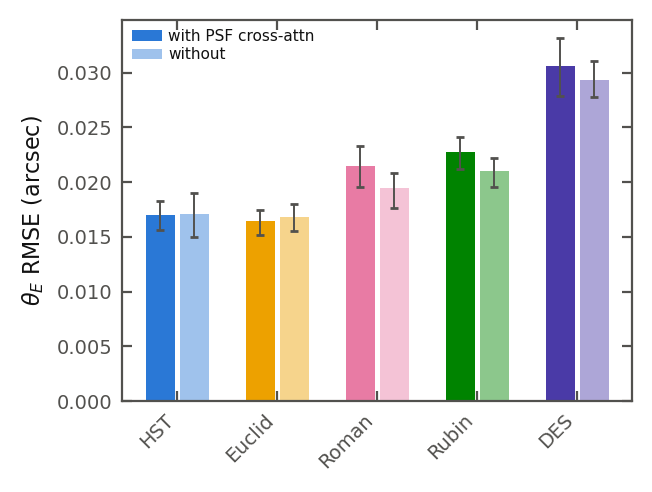 with PSF cross-attn
without
0.030
0.025
0.020
0.015
0.010
0.005
0.000
θ_E RMSE (arcsec)
HST
Euclid
Roman
Rubin
DES